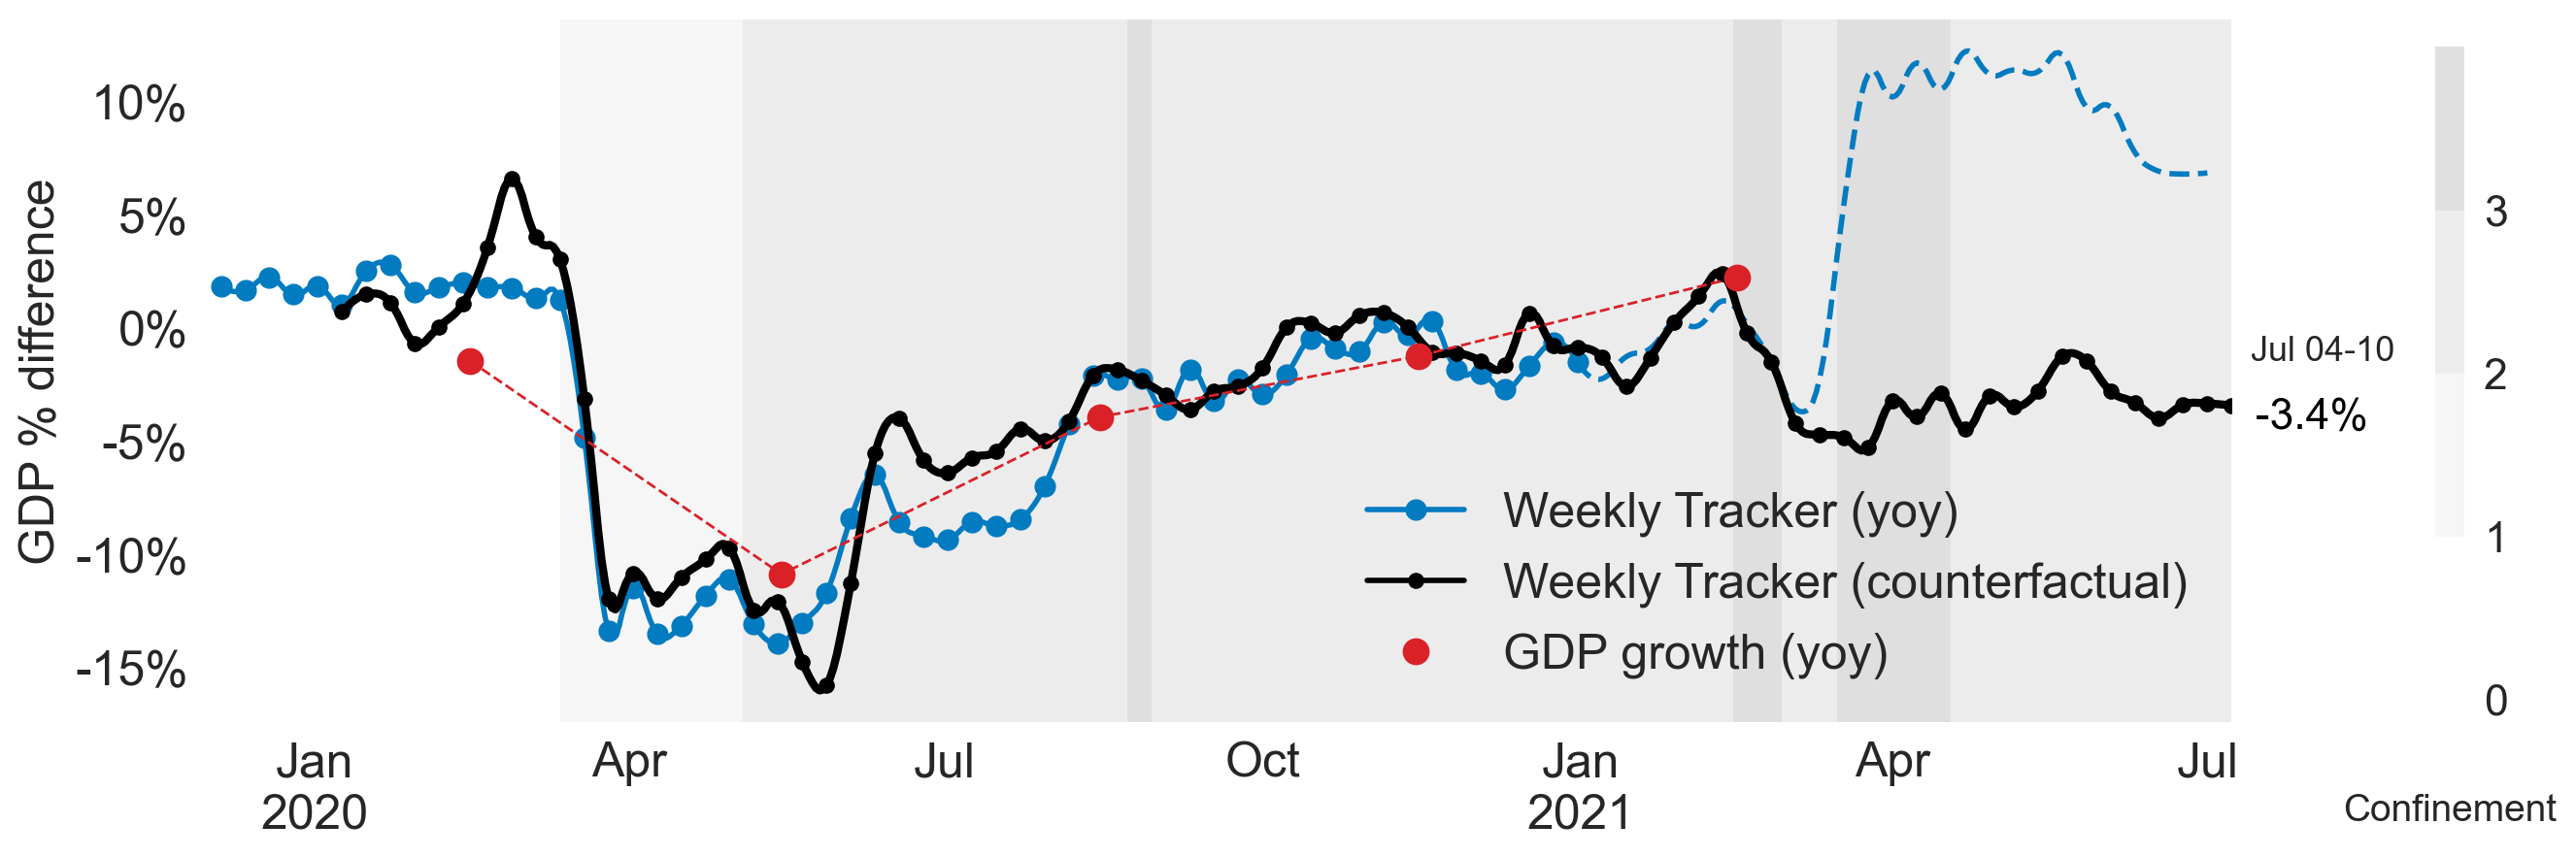 GDP % difference
10%
5%
0%
-5%
-10%
-15%
Jan
2020
Apr
Jul
Oct
Jan
2021
Apr
Jul
Weekly Tracker (yoy)
Weekly Tracker (counterfactual)
GDP growth (yoy)
Jul 04-10
-3.4%
3
2
1
0
Confinement